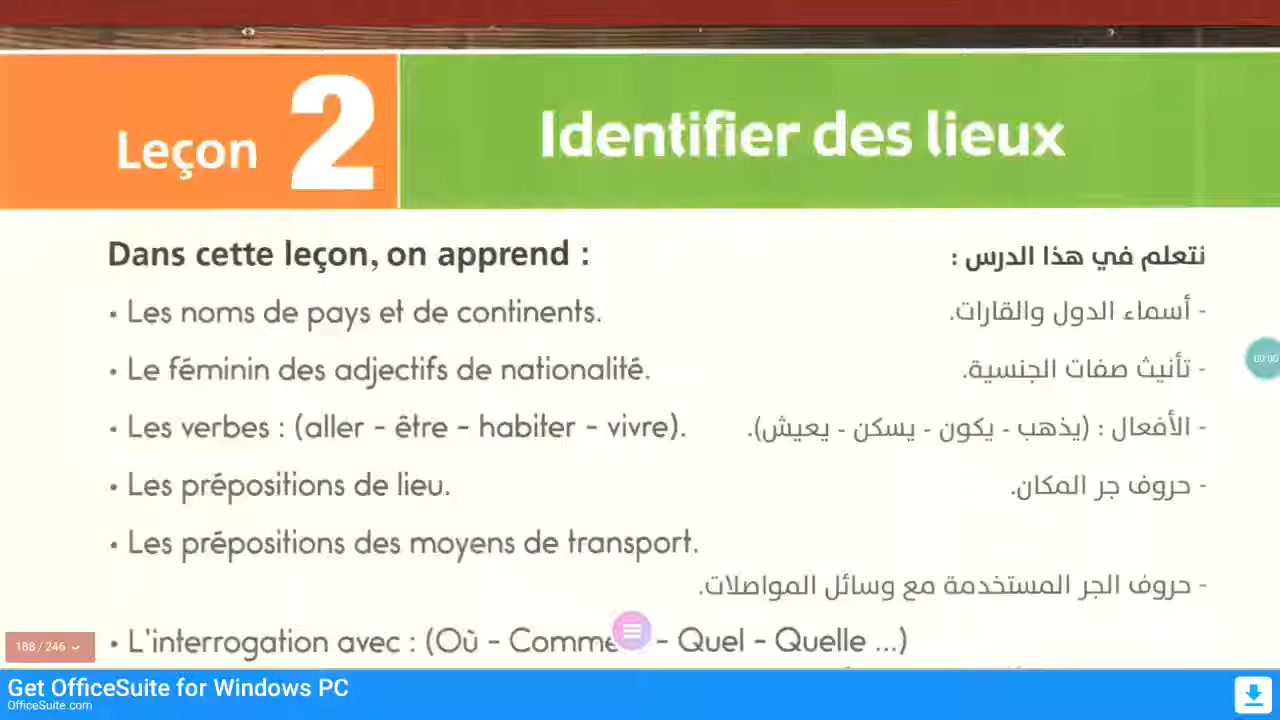 Leçon 2
Identifier des lieux
Dans cette leçon, on apprend :
نتعلم في هذا الدرس :
• Les noms de pays et de continents.
- أسماء الدول والقارات.
• Le féminin des adjectifs de nationalité.
- تأنيث صفات الجنسية.
• Les verbes : (aller - être - habiter - vivre).
- الأفعال : (يذهب - يكون - يسكن - يعيش).
• Les prépositions de lieu.
- حروف جر المكان.
• Les prépositions des moyens de transport.
- حروف الجر المستخدمة مع وسائل المواصلات.
• L'interrogation avec : (Où - Comme - Quel - Quelle ...)
00:00
188 / 246
Get OfficeSuite for Windows PC
OfficeSuite.com